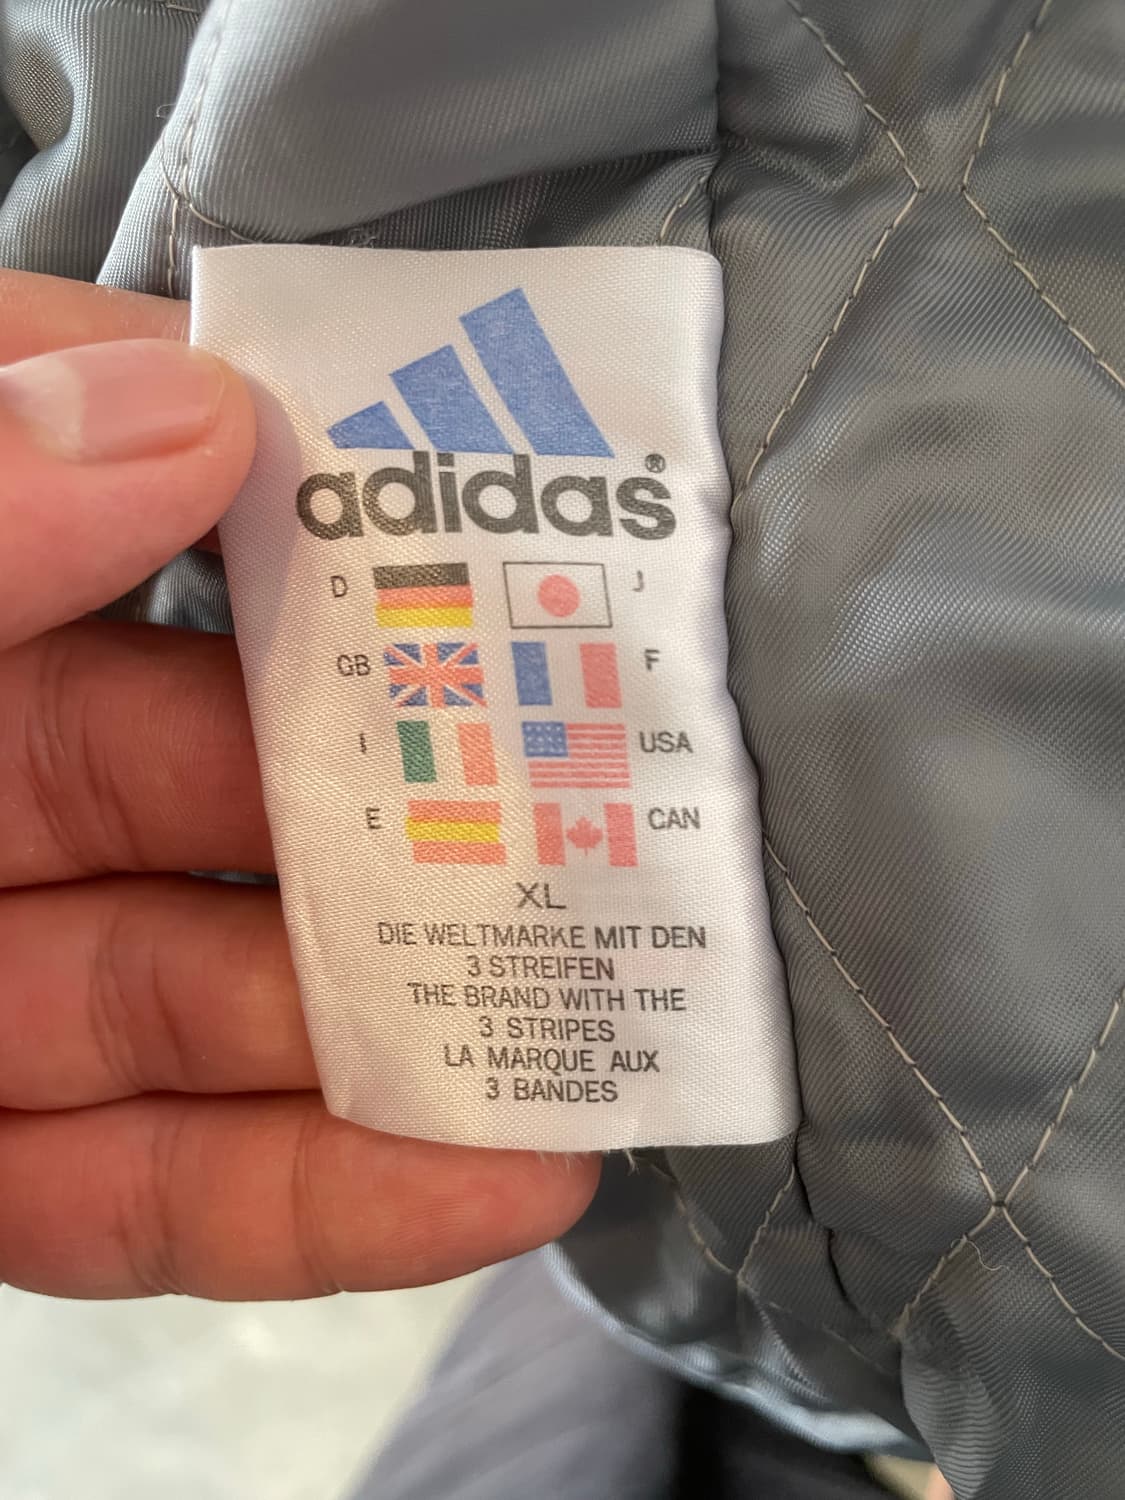 adidas®
D J
GB F
I USA
E CAN
XL
DIE WELTMARKE MIT DEN
3 STREIFEN
THE BRAND WITH THE
3 STRIPES
LA MARQUE AUX
3 BANDES